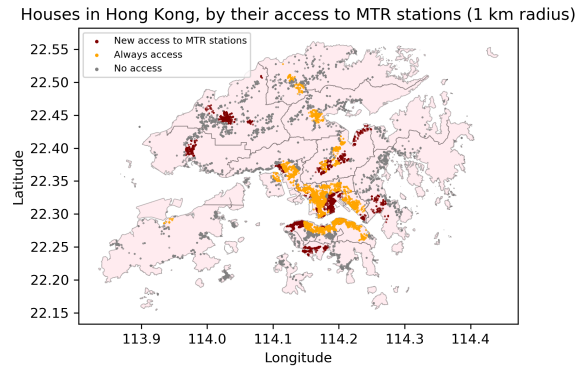 Houses in Hong Kong, by their access to MTR stations (1 km radius)
New access to MTR stations
Always access
No access
22.55
22.50
22.45
22.40
22.35
22.30
22.25
22.20
22.15
Latitude
113.9
114.0
114.1
114.2
114.3
114.4
Longitude